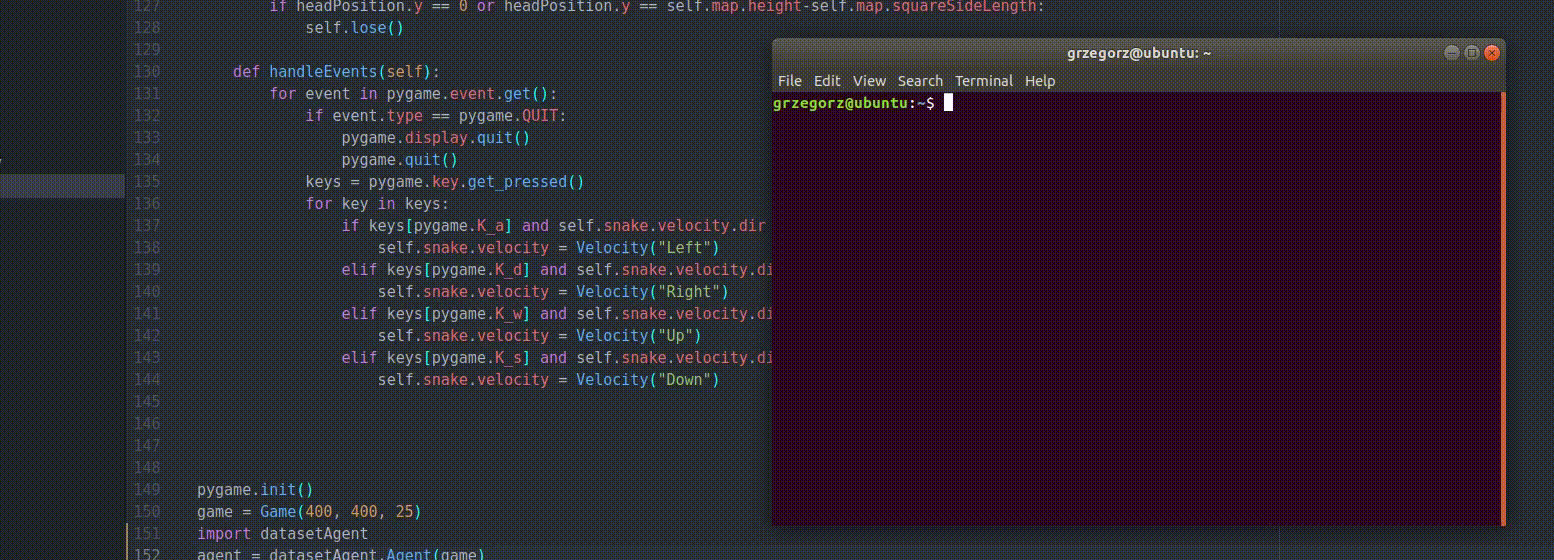 127 if headPosition.y == 0 or headPosition.y == self.map.height-self.map.squareSideLength:
128 self.lose()
129
130 def handleEvents(self):
131 for event in pygame.event.get():
132 if event.type == pygame.QUIT:
133 pygame.display.quit()
134 pygame.quit()
135 keys = pygame.key.get_pressed()
136 for key in keys:
137 if keys[pygame.K_a] and self.snake.velocity.dir
138 self.snake.velocity = Velocity("Left")
139 elif keys[pygame.K_d] and self.snake.velocity.di
140 self.snake.velocity = Velocity("Right")
141 elif keys[pygame.K_w] and self.snake.velocity.di
142 self.snake.velocity = Velocity("Up")
143 elif keys[pygame.K_s] and self.snake.velocity.di
144 self.snake.velocity = Velocity("Down")
145
146
147
148
149 pygame.init()
150 game = Game(400, 400, 25)
151 import datasetAgent
152 agent = datasetAgent.Agent(game)
grzegorz@ubuntu: ~
File Edit View Search Terminal Help
grzegorz@ubuntu:~$